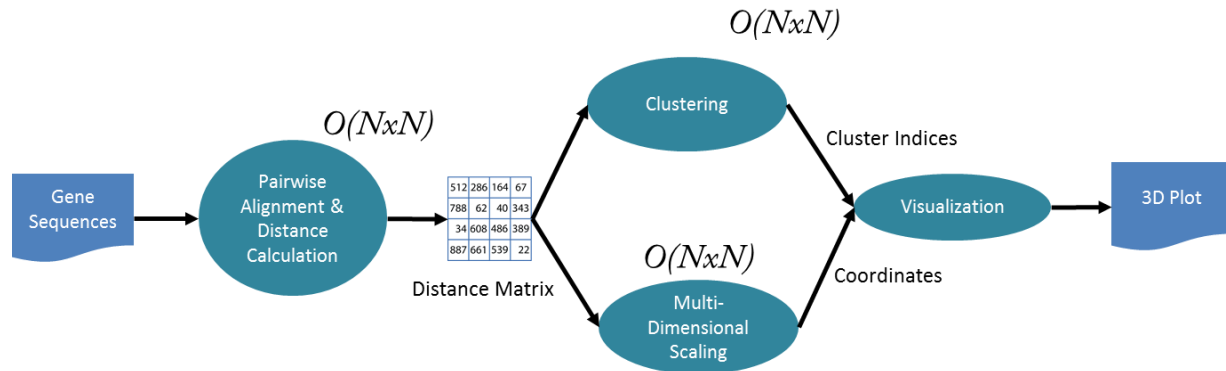 O(NxN)
O(NxN)
Clustering
Cluster Indices
Gene
Sequences
Pairwise
Alignment &
Distance
Calculation
512 286 164 67
788 62 40 343
34 608 486 389
887 661 539 22
Distance Matrix
Visualization
3D Plot
O(NxN)
Coordinates
Multi-
Dimensional
Scaling